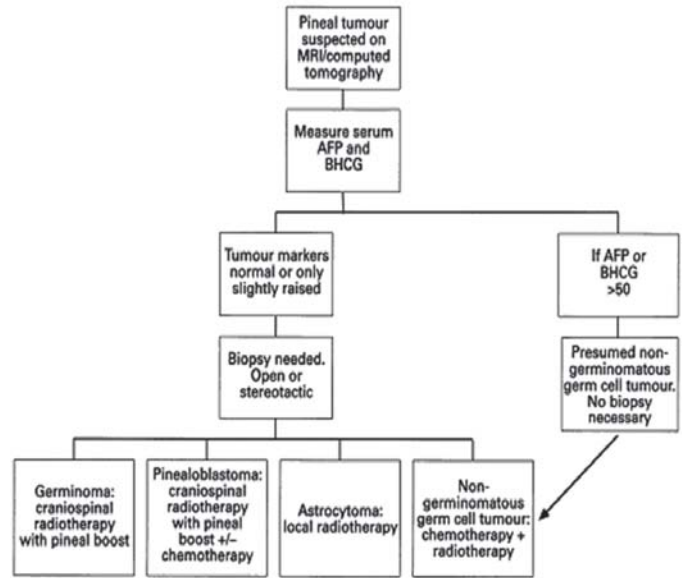 Pineal tumour
suspected on
MRI/computed
tomography
Measure serum
AFP and
BHCG
Tumour markers
normal or only
slightly raised
If AFP or
BHCG
>50
Biopsy needed.
Open or
stereotactic
Presumed non-
germinomatous
germ cell tumour.
No biopsy
necessary
Germinoma:
craniospinal
radiotherapy
with pineal boost
Pinealoblastoma:
craniospinal
radiotherapy
with pineal
boost +/–
chemotherapy
Astrocytoma:
local radiotherapy
Non-
germinomatous
germ cell tumour:
chemotherapy +
radiotherapy